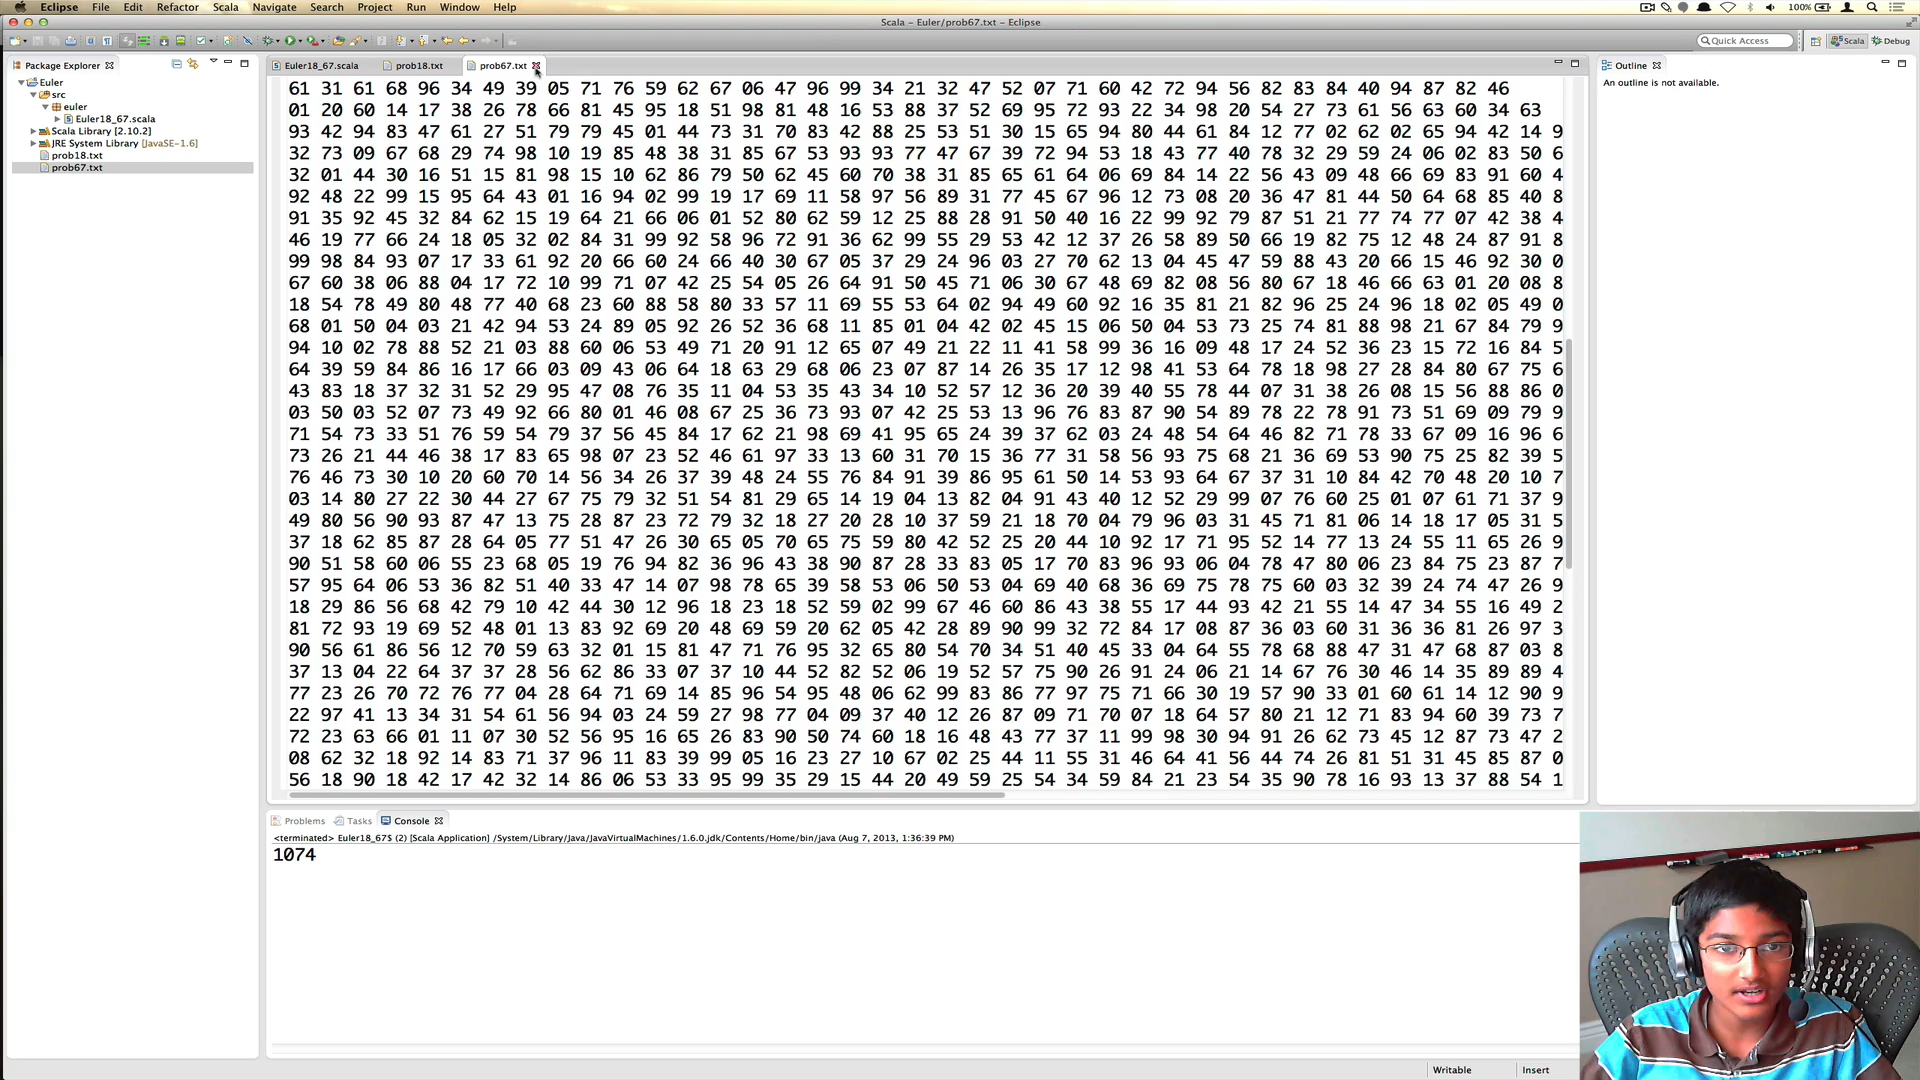 Eclipse File Edit Refactor Scala Navigate Search Project Run Window Help 100%
Scala – Euler/prob67.txt – Eclipse
Quick Access Scala Debug
Package Explorer
Euler
src
euler
Euler18_67.scala
Scala Library [2.10.2]
JRE System Library [JavaSE-1.6]
prob18.txt
prob67.txt
Euler18_67.scala prob18.txt prob67.txt
61 31 61 68 96 34 49 39 05 71 76 59 62 67 06 47 96 99 34 21 32 47 52 07 71 60 42 72 94 56 82 83 84 40 94 87 82 46
01 20 60 14 17 38 26 78 66 81 45 95 18 51 98 81 48 16 53 88 37 52 69 95 72 93 22 34 98 20 54 27 73 61 56 63 60 34 63
93 42 94 83 47 61 27 51 79 79 45 01 44 73 31 70 83 42 88 25 53 51 30 15 65 94 80 44 61 84 12 77 02 62 02 65 94 42 14 9
32 73 09 67 68 29 74 98 10 19 85 48 38 31 85 67 53 93 93 77 47 67 39 72 94 53 18 43 77 40 78 32 29 59 24 06 02 83 50 6
32 01 44 30 16 51 15 81 98 15 10 62 86 79 50 62 45 60 70 38 31 85 65 61 64 06 69 84 14 22 56 43 09 48 66 69 83 91 60 4
92 48 22 99 15 95 64 43 01 16 94 02 99 19 17 69 11 58 97 56 89 31 77 45 67 96 12 73 08 20 36 47 81 44 50 64 68 85 40 8
91 35 92 45 32 84 62 15 19 64 21 66 06 01 52 80 62 59 12 25 88 28 91 50 40 16 22 99 92 79 87 51 21 77 74 77 07 42 38 4
46 19 77 66 24 18 05 32 02 84 31 99 92 58 96 72 91 36 62 99 55 29 53 42 12 37 26 58 89 50 66 19 82 75 12 48 24 87 91 8
99 98 84 93 07 17 33 61 92 20 66 60 24 66 40 30 67 05 37 29 24 96 03 27 70 62 13 04 45 47 59 88 43 20 66 15 46 92 30 0
67 60 38 06 88 04 17 72 10 99 71 07 42 25 54 05 26 64 91 50 45 71 06 30 67 48 69 82 08 56 80 67 18 46 66 63 01 20 08 8
18 54 78 49 80 48 77 40 68 23 60 88 58 80 33 57 11 69 55 53 64 02 94 49 60 92 16 35 81 21 82 96 25 24 96 18 02 05 49 0
68 01 50 04 03 21 42 94 53 24 89 05 92 26 52 36 68 11 85 01 04 42 02 45 15 06 50 04 53 73 25 74 81 88 98 21 67 84 79 9
94 10 02 78 88 52 21 03 88 60 06 53 49 71 20 91 12 65 07 49 21 22 11 41 58 99 36 16 09 48 17 24 52 36 23 15 72 16 84 5
64 39 59 84 86 16 17 66 03 09 43 06 64 18 63 29 68 06 23 07 87 14 26 35 17 12 98 41 53 64 78 18 98 27 28 84 80 67 75 6
43 83 18 37 32 31 52 29 95 47 08 76 35 11 04 53 35 43 34 10 52 57 12 36 20 39 40 55 78 44 07 31 38 26 08 15 56 88 86 0
03 50 03 52 07 73 49 92 66 80 01 46 08 67 25 36 73 93 07 42 25 53 13 96 76 83 87 90 54 89 78 22 78 91 73 51 69 09 79 9
71 54 73 33 51 76 59 54 79 37 56 45 84 17 62 21 98 69 41 95 65 24 39 37 62 03 24 48 54 64 46 82 71 78 33 67 09 16 96 6
73 26 21 44 46 38 17 83 65 98 07 23 52 46 61 97 33 13 60 31 70 15 36 77 31 58 56 93 75 68 21 36 69 53 90 75 25 82 39 5
76 46 73 30 10 20 60 70 14 56 34 26 37 39 48 24 55 76 84 91 39 86 95 61 50 14 53 93 64 67 37 31 10 84 42 70 48 20 10 7
03 14 80 27 22 30 44 27 67 75 79 32 51 54 81 29 65 14 19 04 13 82 04 91 43 40 12 52 29 99 07 76 60 25 01 07 61 71 37 9
49 80 56 90 93 87 47 13 75 28 87 23 72 79 32 18 27 20 28 10 37 59 21 18 70 04 79 96 03 31 45 71 81 06 14 18 17 05 31 5
37 18 62 85 87 28 64 05 77 51 47 26 30 65 05 70 65 75 59 80 42 52 25 20 44 10 92 17 71 95 52 14 77 13 24 55 11 65 26 9
90 51 58 60 06 55 23 68 05 19 76 94 82 36 96 43 38 90 87 28 33 83 05 17 70 83 96 93 06 04 78 47 80 06 23 84 75 23 87 7
57 95 64 06 53 36 82 51 40 33 47 14 07 98 78 65 39 58 53 06 50 53 04 69 40 68 36 69 75 78 75 60 03 32 39 24 74 47 26 9
18 29 86 56 68 42 79 10 42 44 30 12 96 18 23 18 52 59 02 99 67 46 60 86 43 38 55 17 44 93 42 21 55 14 47 34 55 16 49 2
81 72 93 19 69 52 48 01 13 83 92 69 20 48 69 59 20 62 05 42 28 89 90 99 32 72 84 17 08 87 36 03 60 31 36 36 81 26 97 3
90 56 61 86 56 12 70 59 63 32 01 15 81 47 71 76 95 32 65 80 54 70 34 51 40 45 33 04 64 55 78 68 88 47 31 47 68 87 03 8
37 13 04 22 64 37 37 28 56 62 86 33 07 37 10 44 52 82 52 06 19 52 57 75 90 26 91 24 06 21 14 67 76 30 46 14 35 89 89 4
77 23 26 70 72 76 77 04 28 64 71 69 14 85 96 54 95 48 06 62 99 83 86 77 97 75 71 66 30 19 57 90 33 01 60 61 14 12 90 9
22 97 41 13 34 31 54 61 56 94 03 24 59 27 98 77 04 09 37 40 12 26 87 09 71 70 07 18 64 57 80 21 12 71 83 94 60 39 73 7
72 23 63 66 01 11 07 30 52 56 95 16 65 26 83 90 50 74 60 18 16 48 43 77 37 11 99 98 30 94 91 26 62 73 45 12 87 73 47 2
08 62 32 18 92 14 83 71 37 96 11 83 39 99 05 16 23 27 10 67 02 25 44 11 55 31 46 64 41 56 44 74 26 81 51 31 45 85 87 0
56 18 90 18 42 17 42 32 14 86 06 53 33 95 99 35 29 15 44 20 49 59 25 54 34 59 84 21 23 54 35 90 78 16 93 13 37 88 54 1
Outline
An outline is not available.
Problems Tasks Console
<terminated> Euler18_67$ (2) [Scala Application] /System/Library/Java/JavaVirtualMachines/1.6.0.jdk/Contents/Home/bin/java (Aug 7, 2013, 1:36:39 PM)
1074
Writable Insert